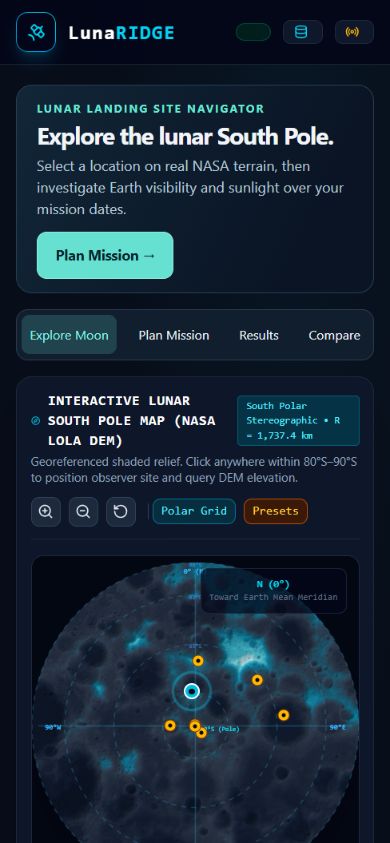 LunaRIDGE
LUNAR LANDING SITE NAVIGATOR
Explore the lunar South Pole.
Select a location on real NASA terrain, then
investigate Earth visibility and sunlight over your
mission dates.
Plan Mission →
Explore Moon
Plan Mission
Results
Compare
INTERACTIVE LUNAR
SOUTH POLE MAP (NASA
LOLA DEM)
South Polar
Stereographic • R
= 1,737.4 km
Georeferenced shaded relief. Click anywhere within 80°S–90°S
to position observer site and query DEM elevation.
Polar Grid
Presets
N (0°)
Toward Earth Mean Meridian
90°W
(Pole)
90°E